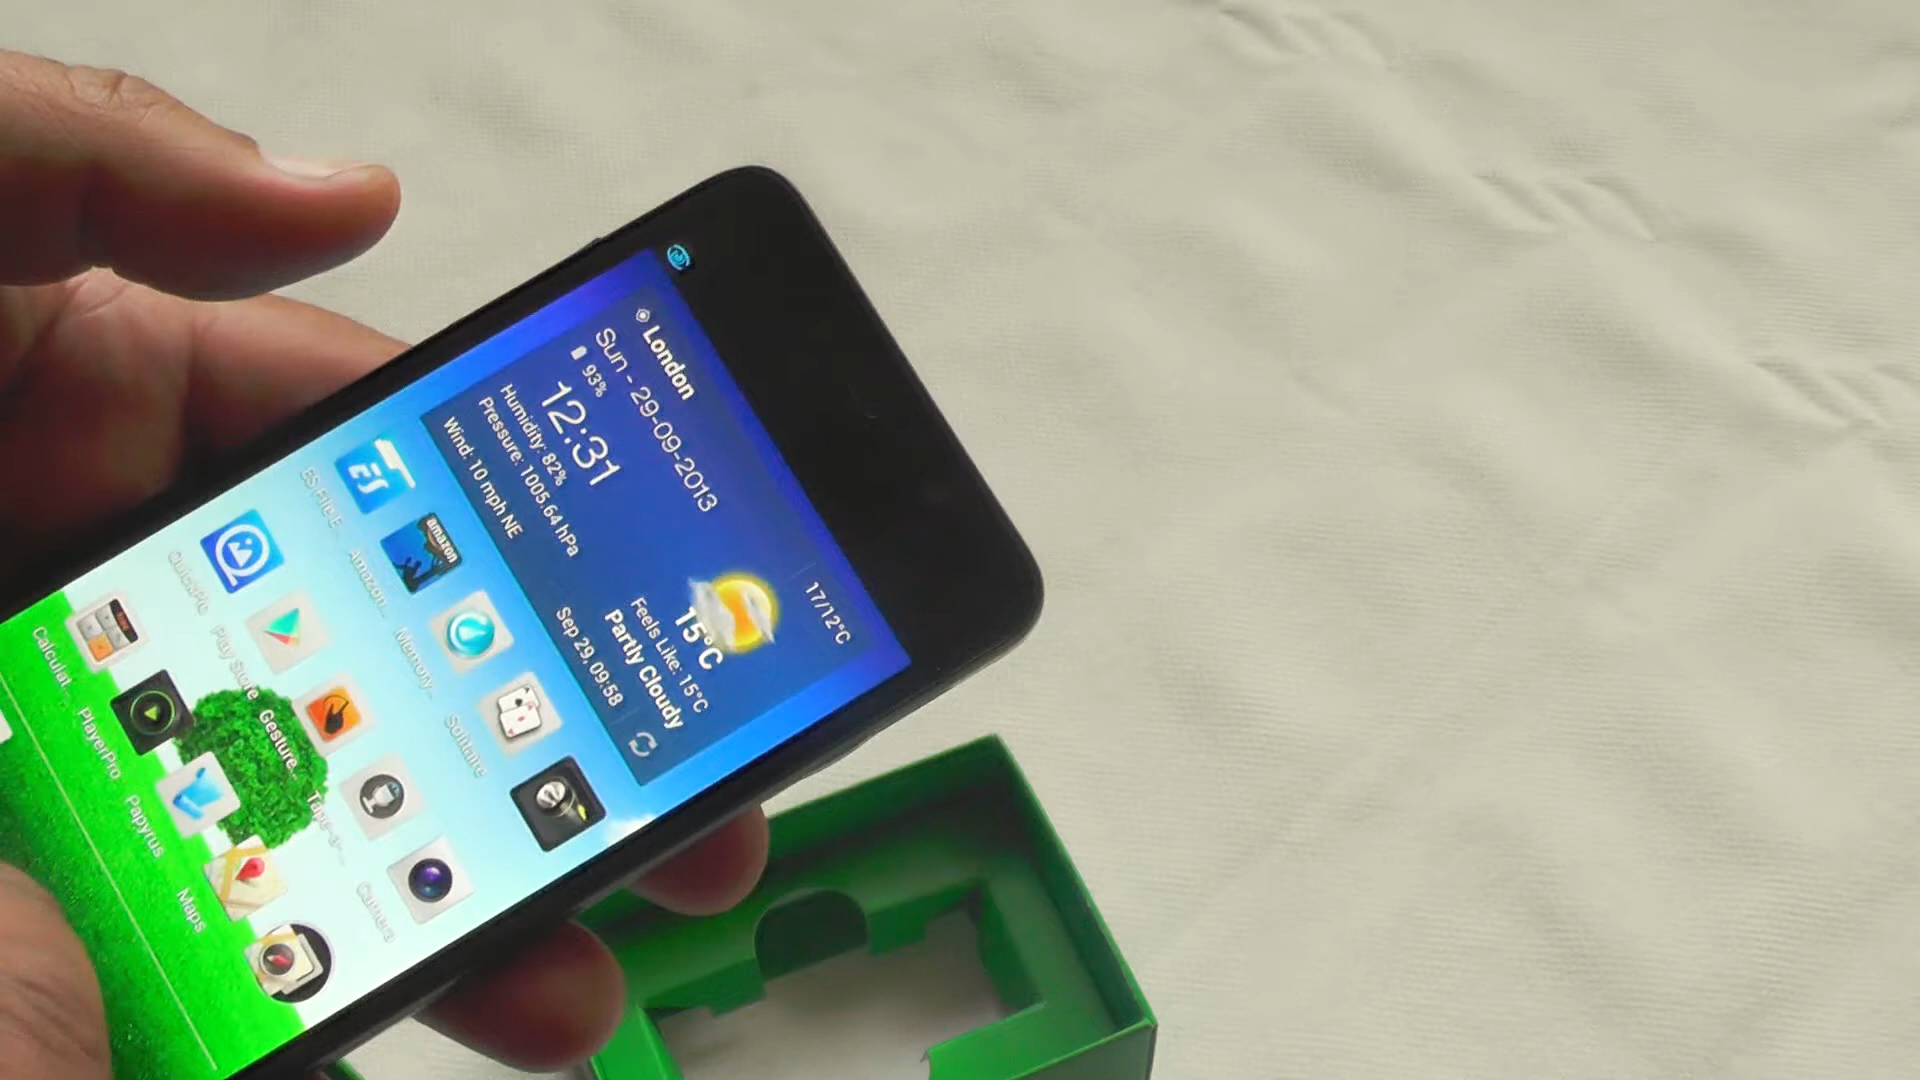 London
Sun - 29-09-2013
93%
12:31
Humidity: 82%
Pressure: 1005.64 hPa
Wind: 10 mph NE
17/12°C
15°C
Feels Like: 15°C
Partly Cloudy
Sep 29, 09:58
ES
ES File E...
amazon
Amazon...
Memory...
Solitaire
QuickPic
Play Store
Gesture...
Tape-a-...
Camera
Calculat...
PlayerPro
Papyrus
Maps